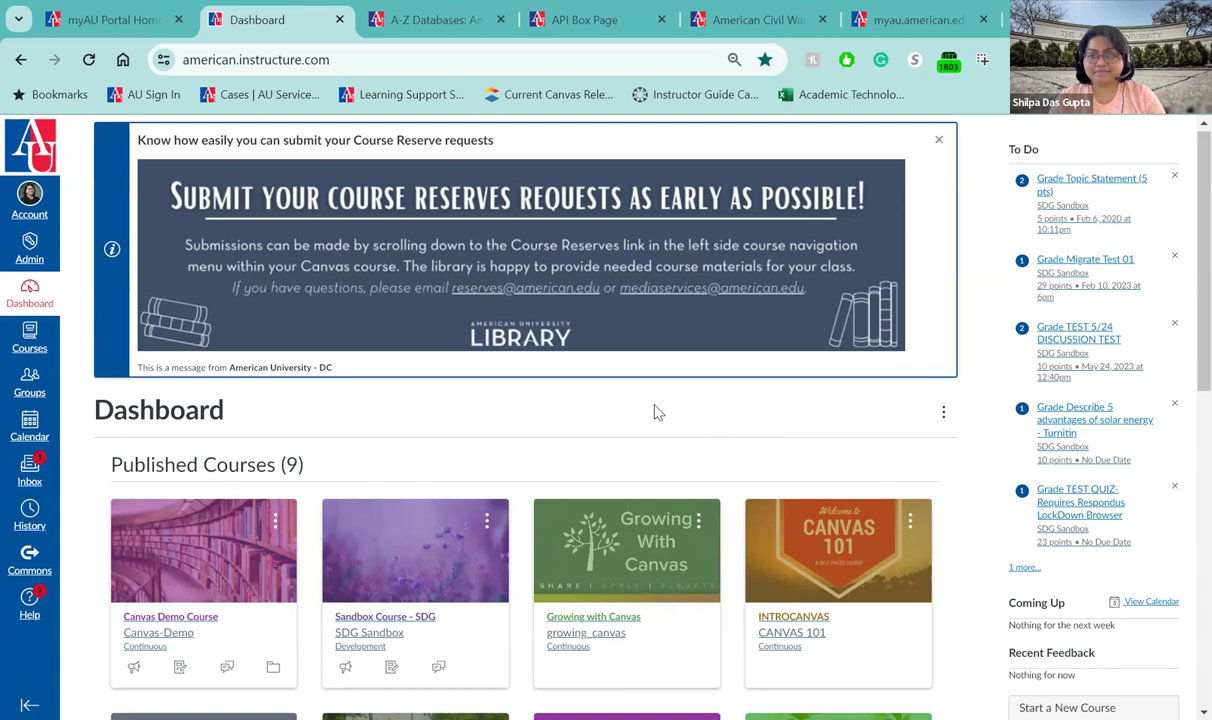 myAU Portal Home
Dashboard
A-Z Databases: Am
API Box Page
American Civil Wa
myau.american.ed
american.instructure.com
1803
Bookmarks
AU Sign In
Cases | AU Service...
Learning Support S...
Current Canvas Rele...
Instructor Guide Ca...
Academic Technolo...
Shilpa Das Gupta
Account
Admin
Dashboard
Courses
Groups
Calendar
Inbox
History
Commons
Help
Know how easily you can submit your Course Reserve requests
SUBMIT YOUR COURSE RESERVES REQUESTS AS EARLY AS POSSIBLE!
Submissions can be made by scrolling down to the Course Reserves link in the left side course navigation
menu within your Canvas course. The library is happy to provide needed course materials for your class.
If you have questions, please email reserves@american.edu or mediaservices@american.edu.
AMERICAN UNIVERSITY
LIBRARY
This is a message from American University - DC
Dashboard
Published Courses (9)
Growing
With
Canvas
SHARE | APPLY | ELEVATE
Welcome to
CANVAS
101
A SELF PACED COURSE
Canvas Demo Course
Canvas-Demo
Continuous
Sandbox Course - SDG
SDG Sandbox
Development
Growing with Canvas
growing_canvas
Continuous
INTROCANVAS
CANVAS 101
Continuous
To Do
2
Grade Topic Statement (5
pts)
SDG Sandbox
5 points • Feb 6, 2020 at
10:11pm
1
Grade Migrate Test 01
SDG Sandbox
29 points • Feb 10, 2023 at
6pm
2
Grade TEST 5/24
DISCUSSION TEST
SDG Sandbox
10 points • May 24, 2023 at
12:40pm
1
Grade Describe 5
advantages of solar energy
- Turnitin
SDG Sandbox
10 points • No Due Date
1
Grade TEST QUIZ-
Requires Respondus
LockDown Browser
SDG Sandbox
23 points • No Due Date
1 more...
Coming Up
View Calendar
Nothing for the next week
Recent Feedback
Nothing for now
Start a New Course